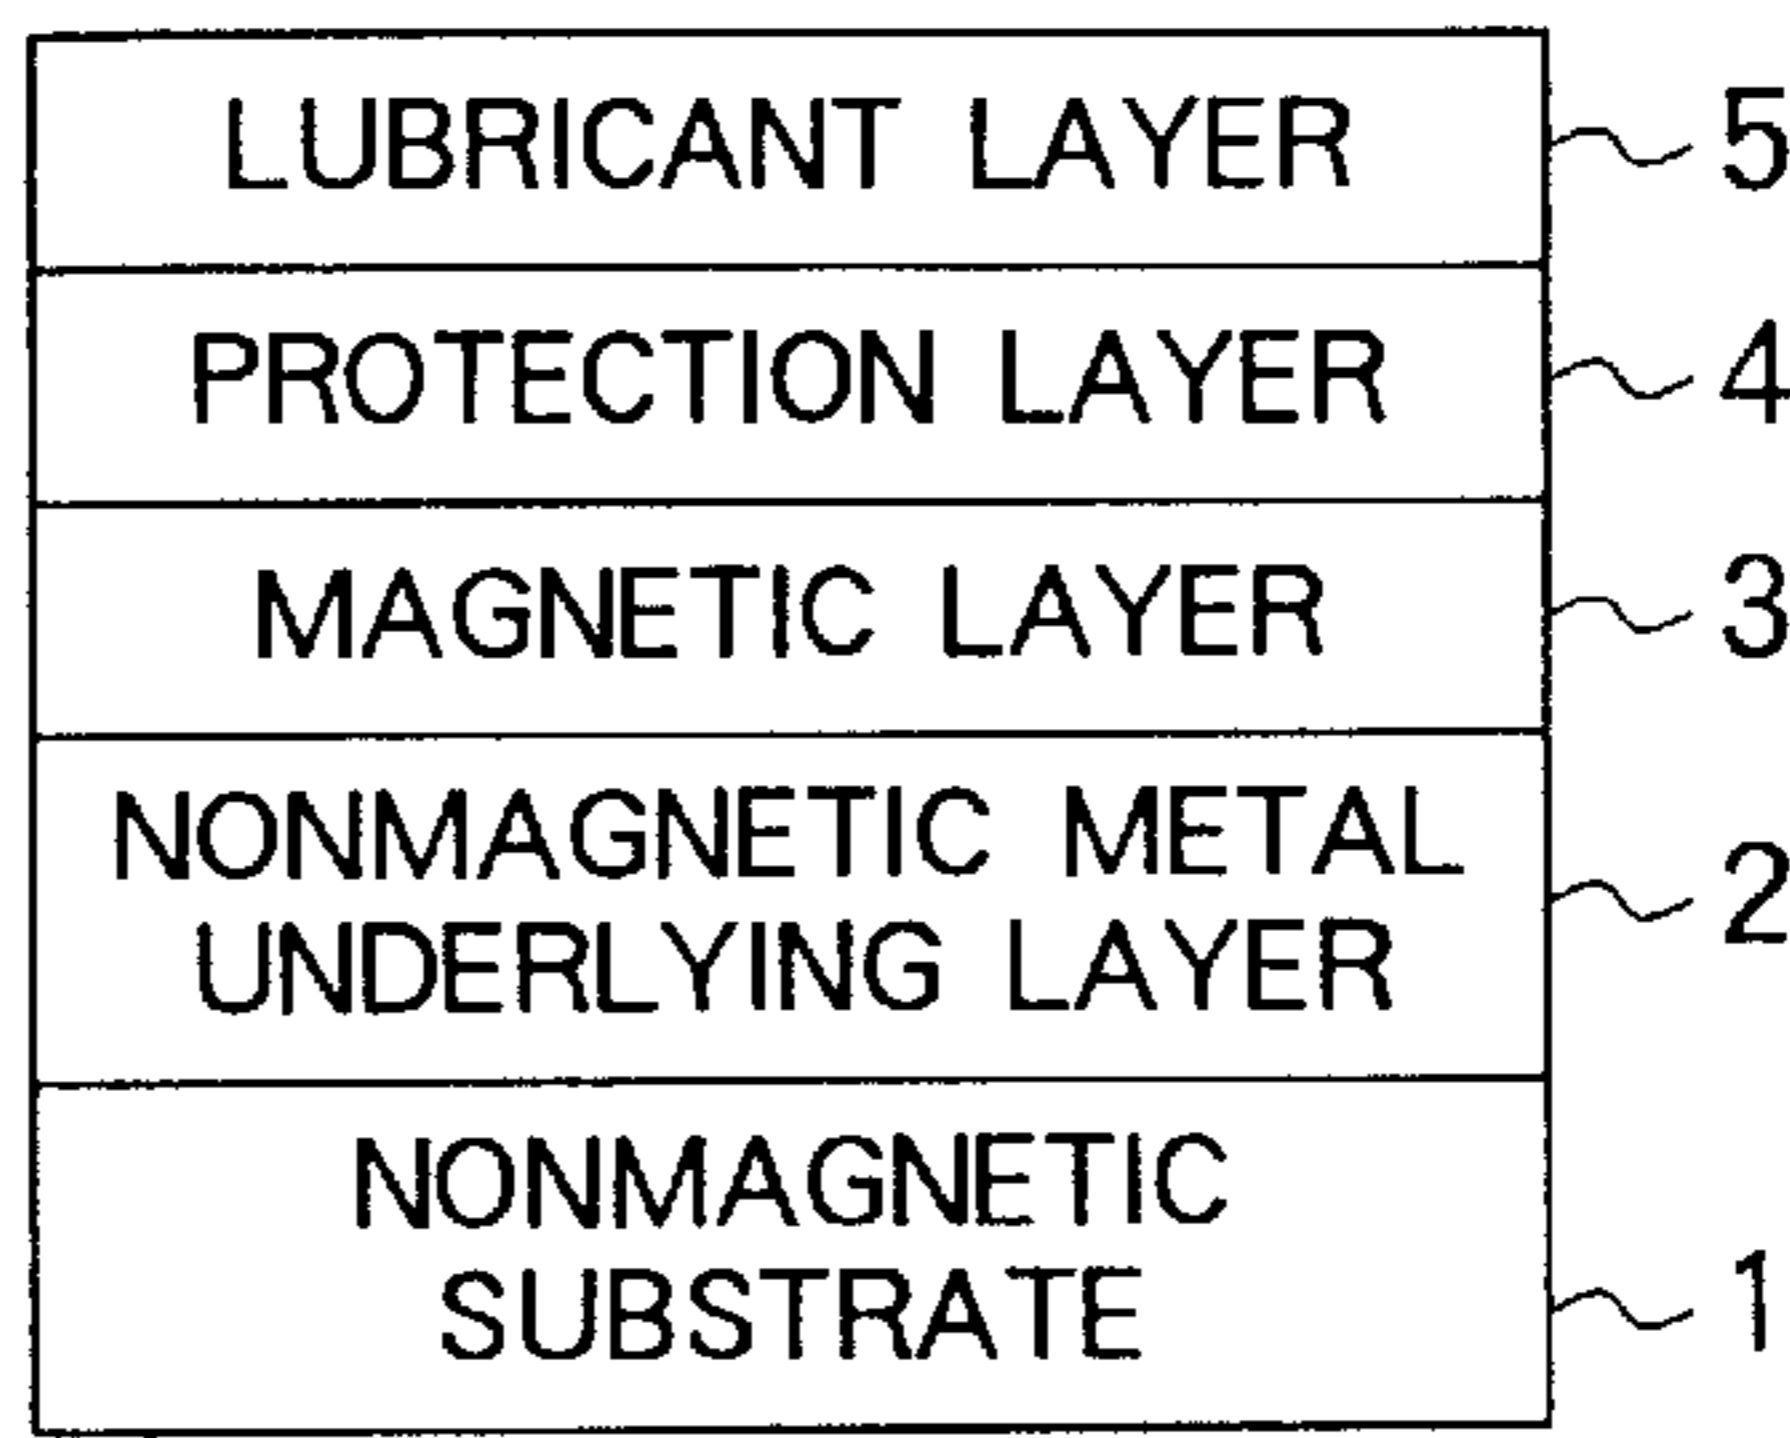 LUBRICANT LAYER 5
PROTECTION LAYER 4
MAGNETIC LAYER 3
NONMAGNETIC METAL
UNDERLYING LAYER 2
NONMAGNETIC
SUBSTRATE 1